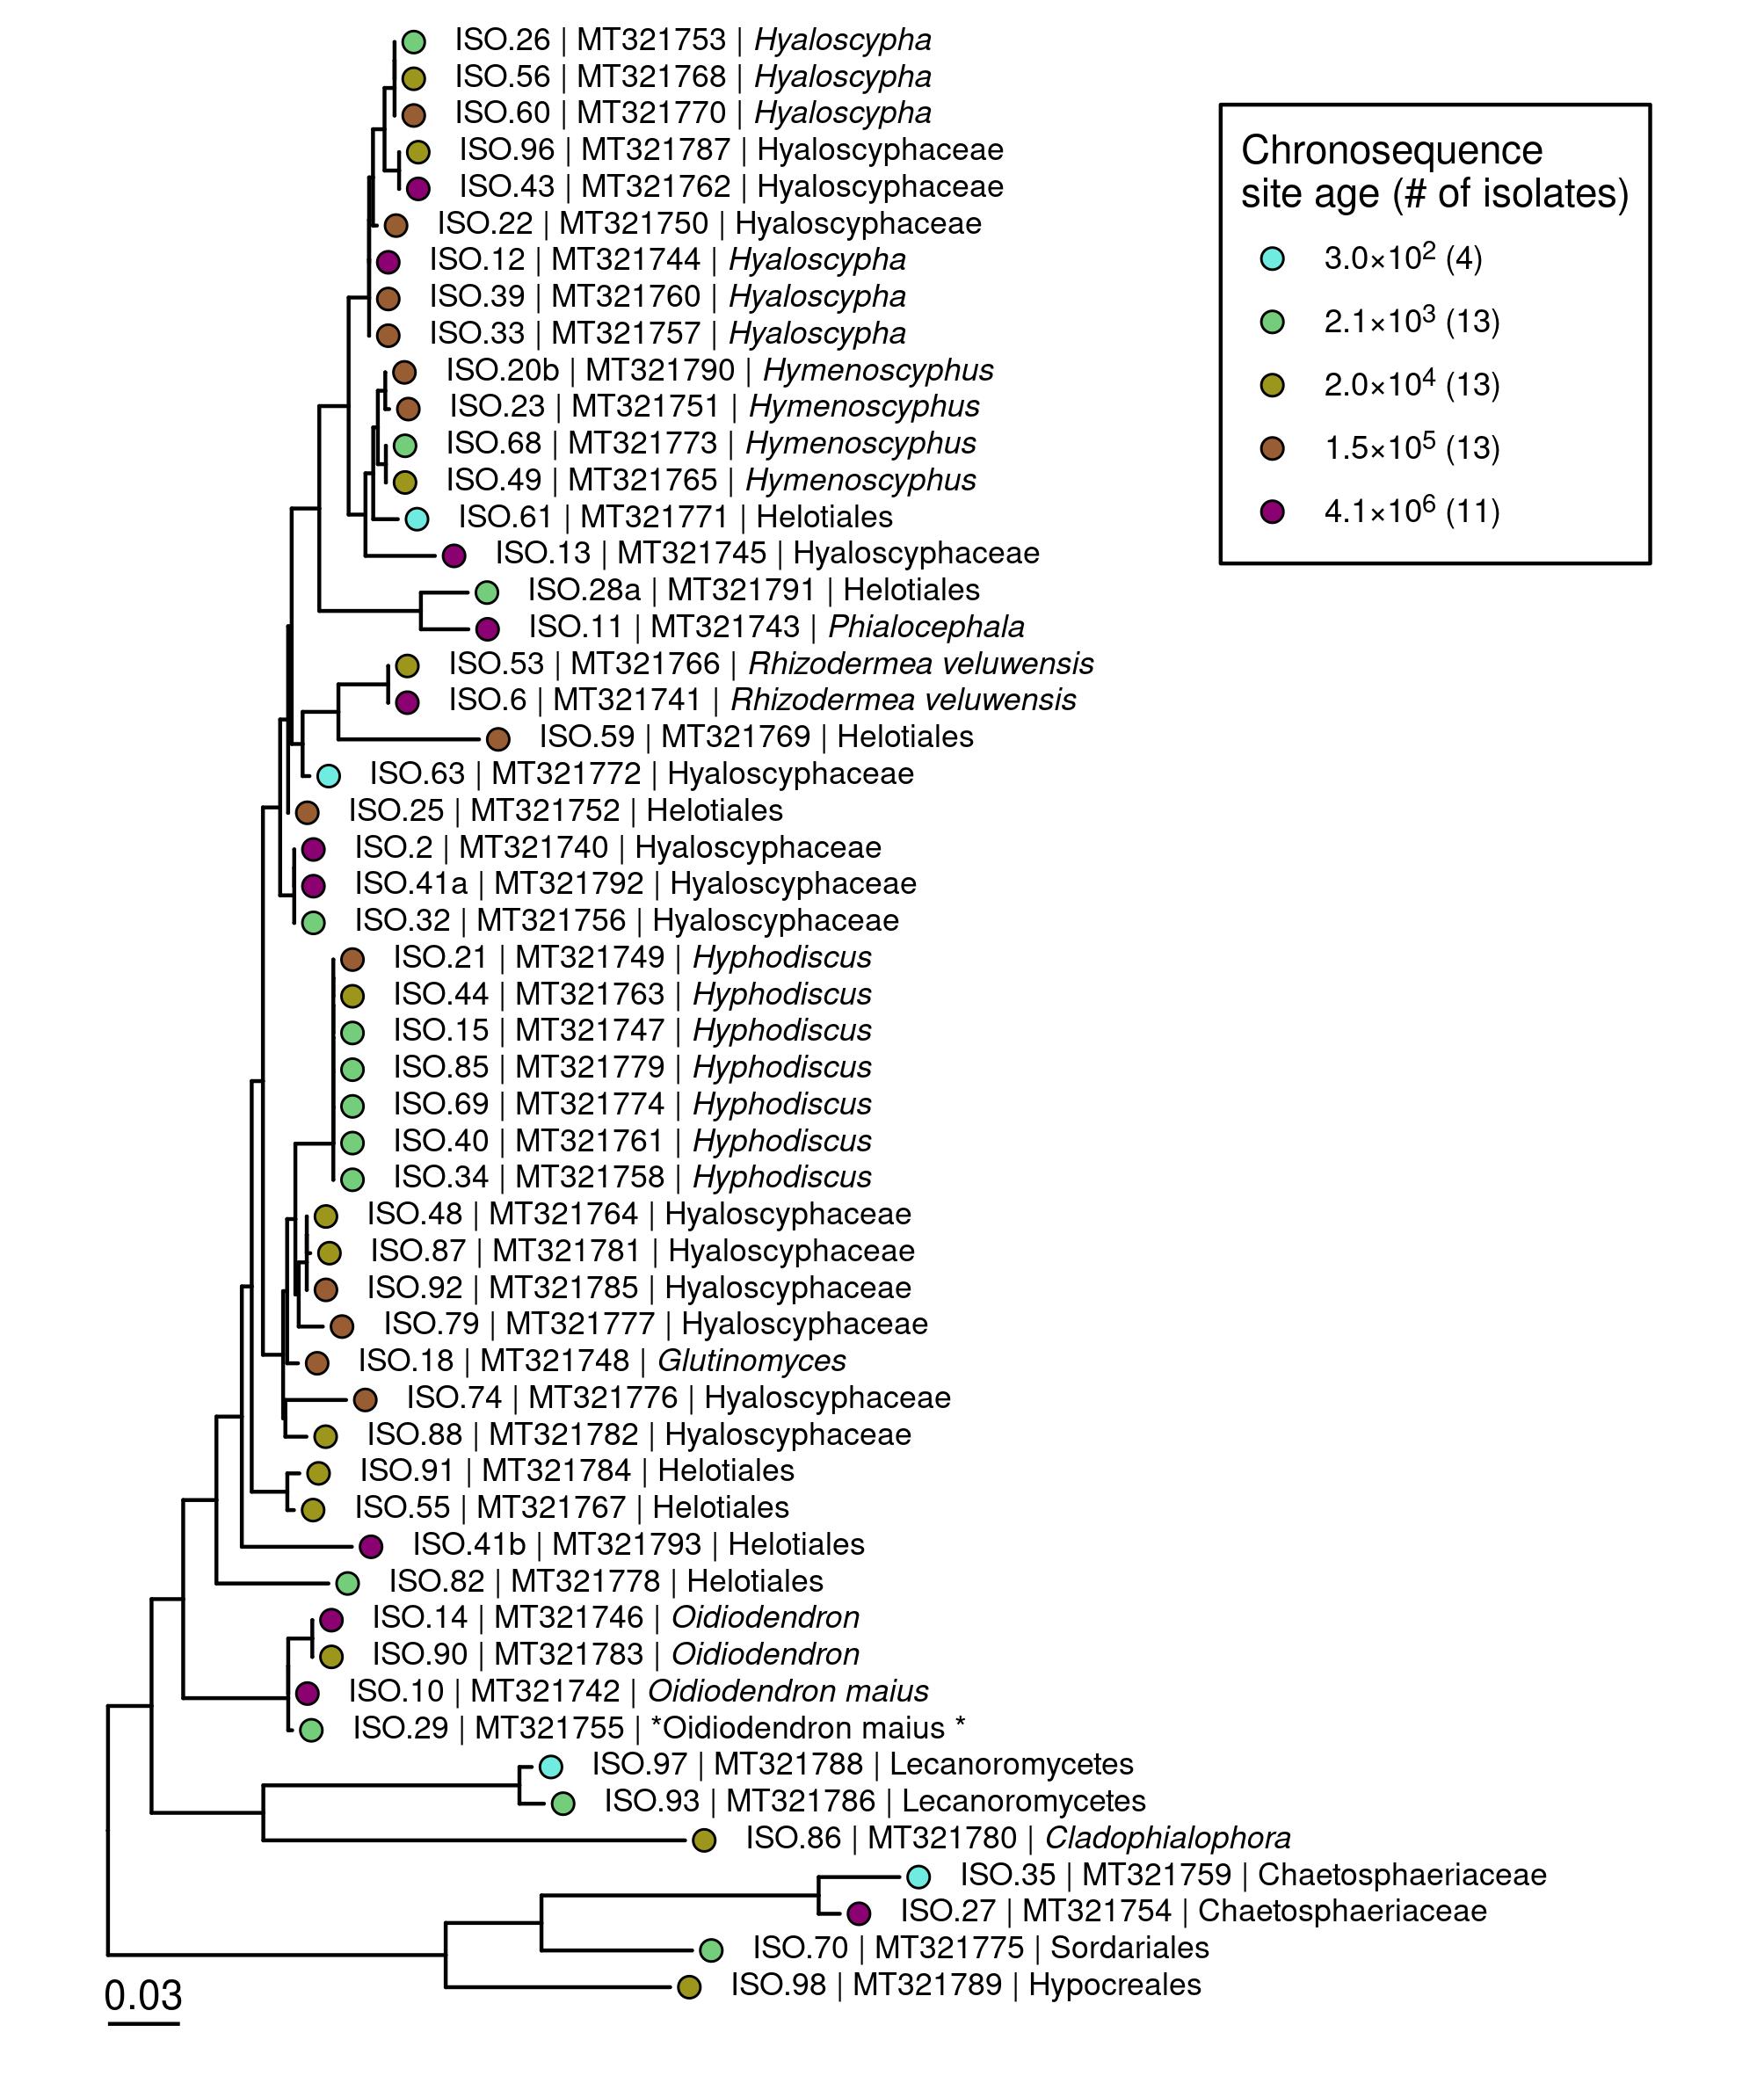 ISO.26 | MT321753 | Hyaloscypha
ISO.56 | MT321768 | Hyaloscypha
ISO.60 | MT321770 | Hyaloscypha
ISO.96 | MT321787 | Hyaloscyphaceae
ISO.43 | MT321762 | Hyaloscyphaceae
ISO.22 | MT321750 | Hyaloscyphaceae
ISO.12 | MT321744 | Hyaloscypha
ISO.39 | MT321760 | Hyaloscypha
ISO.33 | MT321757 | Hyaloscypha
ISO.20b | MT321790 | Hymenoscyphus
ISO.23 | MT321751 | Hymenoscyphus
ISO.68 | MT321773 | Hymenoscyphus
ISO.49 | MT321765 | Hymenoscyphus
ISO.61 | MT321771 | Helotiales
ISO.13 | MT321745 | Hyaloscyphaceae
ISO.28a | MT321791 | Helotiales
ISO.11 | MT321743 | Phialocephala
ISO.53 | MT321766 | Rhizodermea veluwensis
ISO.6 | MT321741 | Rhizodermea veluwensis
ISO.59 | MT321769 | Helotiales
ISO.63 | MT321772 | Hyaloscyphaceae
ISO.25 | MT321752 | Helotiales
ISO.2 | MT321740 | Hyaloscyphaceae
ISO.41a | MT321792 | Hyaloscyphaceae
ISO.32 | MT321756 | Hyaloscyphaceae
ISO.21 | MT321749 | Hyphodiscus
ISO.44 | MT321763 | Hyphodiscus
ISO.15 | MT321747 | Hyphodiscus
ISO.85 | MT321779 | Hyphodiscus
ISO.69 | MT321774 | Hyphodiscus
ISO.40 | MT321761 | Hyphodiscus
ISO.34 | MT321758 | Hyphodiscus
ISO.48 | MT321764 | Hyaloscyphaceae
ISO.87 | MT321781 | Hyaloscyphaceae
ISO.92 | MT321785 | Hyaloscyphaceae
ISO.79 | MT321777 | Hyaloscyphaceae
ISO.18 | MT321748 | Glutinomyces
ISO.74 | MT321776 | Hyaloscyphaceae
ISO.88 | MT321782 | Hyaloscyphaceae
ISO.91 | MT321784 | Helotiales
ISO.55 | MT321767 | Helotiales
ISO.41b | MT321793 | Helotiales
ISO.82 | MT321778 | Helotiales
ISO.14 | MT321746 | Oidiodendron
ISO.90 | MT321783 | Oidiodendron
ISO.10 | MT321742 | Oidiodendron maius
ISO.29 | MT321755 | *Oidiodendron maius *
ISO.97 | MT321788 | Lecanoromycetes
ISO.93 | MT321786 | Lecanoromycetes
ISO.86 | MT321780 | Cladophialophora
ISO.35 | MT321759 | Chaetosphaeriaceae
ISO.27 | MT321754 | Chaetosphaeriaceae
ISO.70 | MT321775 | Sordariales
ISO.98 | MT321789 | Hypocreales
0.03
Chronosequence
site age (# of isolates)
3.0×10² (4)
2.1×10³ (13)
2.0×10⁴ (13)
1.5×10⁵ (13)
4.1×10⁶ (11)